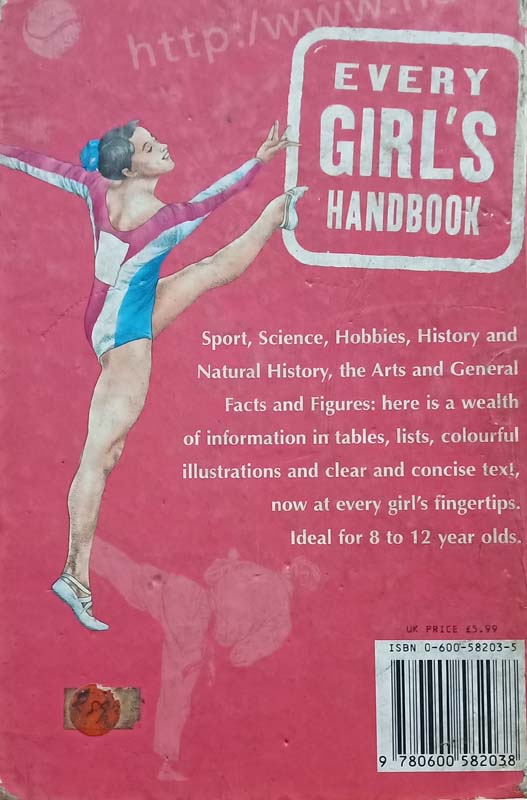 http:/www.
EVERY
GIRL'S
HANDBOOK
Sport, Science, Hobbies, History and
Natural History, the Arts and General
Facts and Figures: here is a wealth
of information in tables, lists, colourful
illustrations and clear and concise text,
now at every girl's fingertips.
Ideal for 8 to 12 year olds.
UK PRICE £5.99
ISBN 0-600-58203-5
9 780600 582038